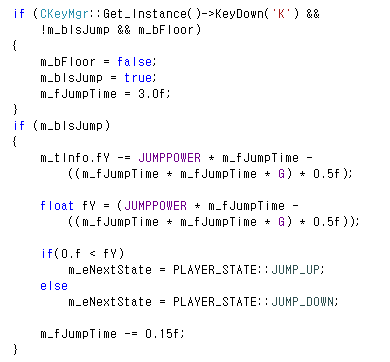 if (CKeyMgr::Get_Instance()->KeyDown('K') &&
!m_bIsJump && m_bFloor)
{
m_bFloor = false;
m_bIsJump = true;
m_fJumpTime = 3.0f;
}
if (m_bIsJump)
{
m_tInfo.fY -= JUMPPOWER * m_fJumpTime -
((m_fJumpTime * m_fJumpTime * G) * 0.5f);
float fY = (JUMPPOWER * m_fJumpTime -
((m_fJumpTime * m_fJumpTime * G) * 0.5f));
if(0.f < fY)
m_eNextState = PLAYER_STATE::JUMP_UP;
else
m_eNextState = PLAYER_STATE::JUMP_DOWN;
m_fJumpTime -= 0.15f;
}